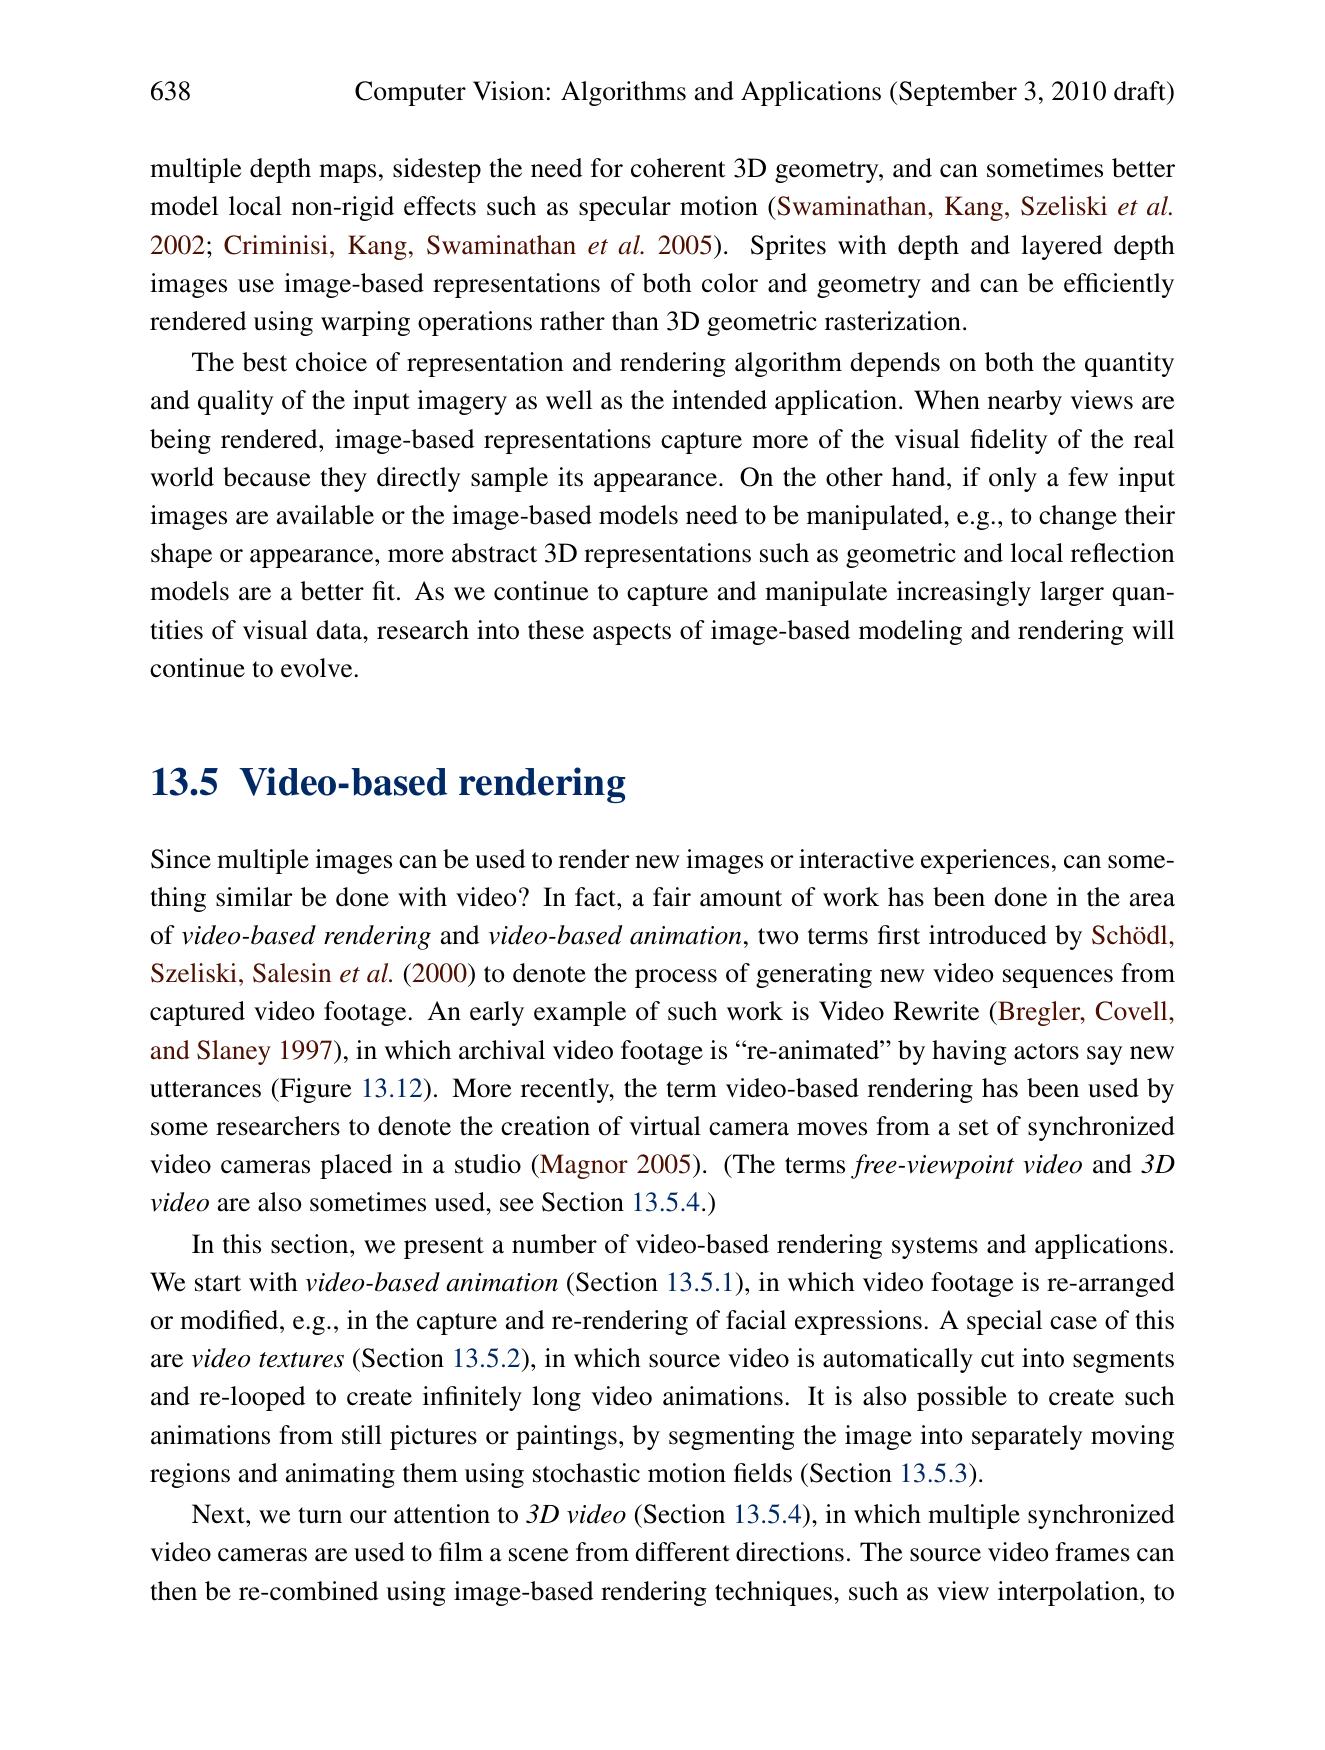 638 Computer Vision: Algorithms and Applications (September 3, 2010 draft)
multiple depth maps, sidestep the need for coherent 3D geometry, and can sometimes better
model local non-rigid effects such as specular motion (Swaminathan, Kang, Szeliski et al.
2002; Criminisi, Kang, Swaminathan et al. 2005). Sprites with depth and layered depth
images use image-based representations of both color and geometry and can be efficiently
rendered using warping operations rather than 3D geometric rasterization.
The best choice of representation and rendering algorithm depends on both the quantity
and quality of the input imagery as well as the intended application. When nearby views are
being rendered, image-based representations capture more of the visual fidelity of the real
world because they directly sample its appearance. On the other hand, if only a few input
images are available or the image-based models need to be manipulated, e.g., to change their
shape or appearance, more abstract 3D representations such as geometric and local reflection
models are a better fit. As we continue to capture and manipulate increasingly larger quan-
tities of visual data, research into these aspects of image-based modeling and rendering will
continue to evolve.
13.5 Video-based rendering
Since multiple images can be used to render new images or interactive experiences, can some-
thing similar be done with video? In fact, a fair amount of work has been done in the area
of video-based rendering and video-based animation, two terms first introduced by Schödl,
Szeliski, Salesin et al. (2000) to denote the process of generating new video sequences from
captured video footage. An early example of such work is Video Rewrite (Bregler, Covell,
and Slaney 1997), in which archival video footage is “re-animated” by having actors say new
utterances (Figure 13.12). More recently, the term video-based rendering has been used by
some researchers to denote the creation of virtual camera moves from a set of synchronized
video cameras placed in a studio (Magnor 2005). (The terms free-viewpoint video and 3D
video are also sometimes used, see Section 13.5.4.)
In this section, we present a number of video-based rendering systems and applications.
We start with video-based animation (Section 13.5.1), in which video footage is re-arranged
or modified, e.g., in the capture and re-rendering of facial expressions. A special case of this
are video textures (Section 13.5.2), in which source video is automatically cut into segments
and re-looped to create infinitely long video animations. It is also possible to create such
animations from still pictures or paintings, by segmenting the image into separately moving
regions and animating them using stochastic motion fields (Section 13.5.3).
Next, we turn our attention to 3D video (Section 13.5.4), in which multiple synchronized
video cameras are used to film a scene from different directions. The source video frames can
then be re-combined using image-based rendering techniques, such as view interpolation, to